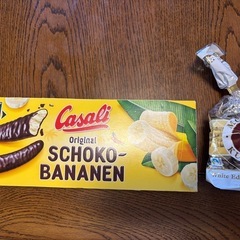 Casali
Original
SCHOKO-
BANANEN